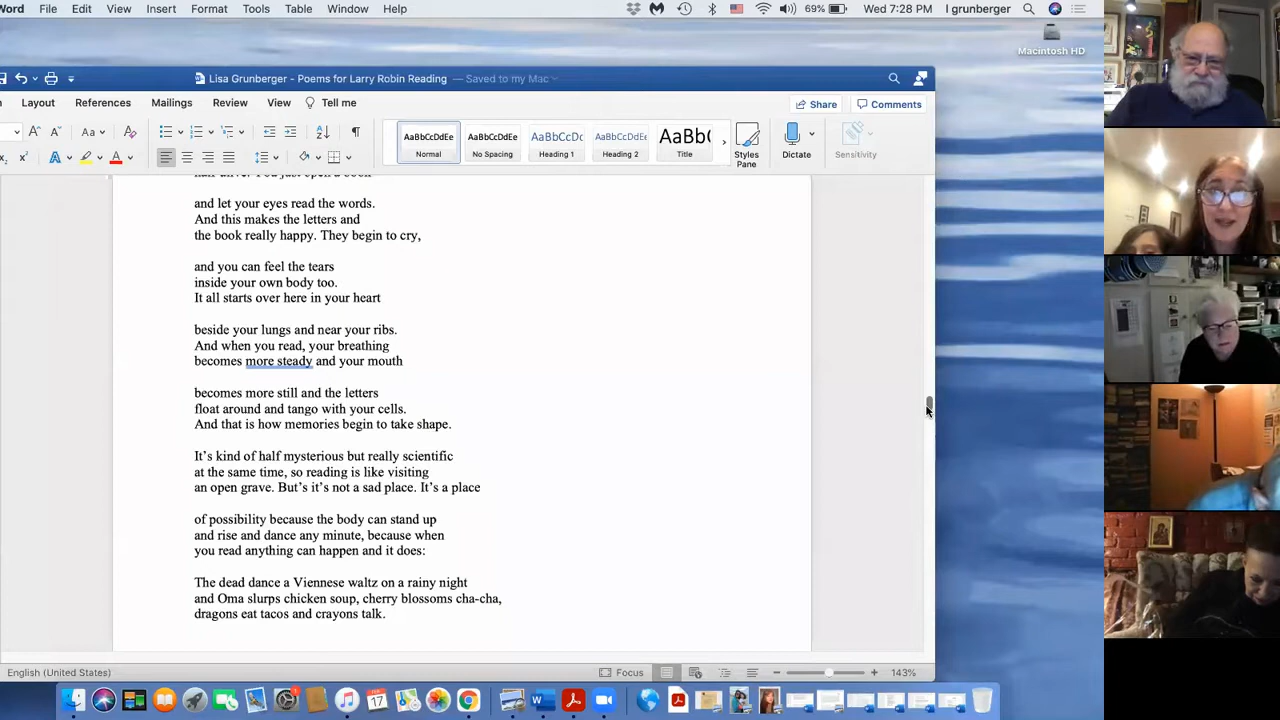 Word File Edit View Insert Format Tools Table Window Help 69% Wed 7:28 PM l grunberger
Macintosh HD
Lisa Grunberger - Poems for Larry Robin Reading — Saved to my Mac
Layout References Mailings Review View Tell me Share Comments
AaBbCcDdEe AaBbCcDdEe AaBbCcDc AaBbCcDdEe AaBb(
Normal No Spacing Heading 1 Heading 2 Title Styles Pane Dictate Sensitivity
and let your eyes read the words.
And this makes the letters and
the book really happy. They begin to cry,
and you can feel the tears
inside your own body too.
It all starts over here in your heart
beside your lungs and near your ribs.
And when you read, your breathing
becomes more steady and your mouth
becomes more still and the letters
float around and tango with your cells.
And that is how memories begin to take shape.
It's kind of half mysterious but really scientific
at the same time, so reading is like visiting
an open grave. But's it's not a sad place. It's a place
of possibility because the body can stand up
and rise and dance any minute, because when
you read anything can happen and it does:
The dead dance a Viennese waltz on a rainy night
and Oma slurps chicken soup, cherry blossoms cha-cha,
dragons eat tacos and crayons talk.
English (United States) Focus 143%
FEB
17